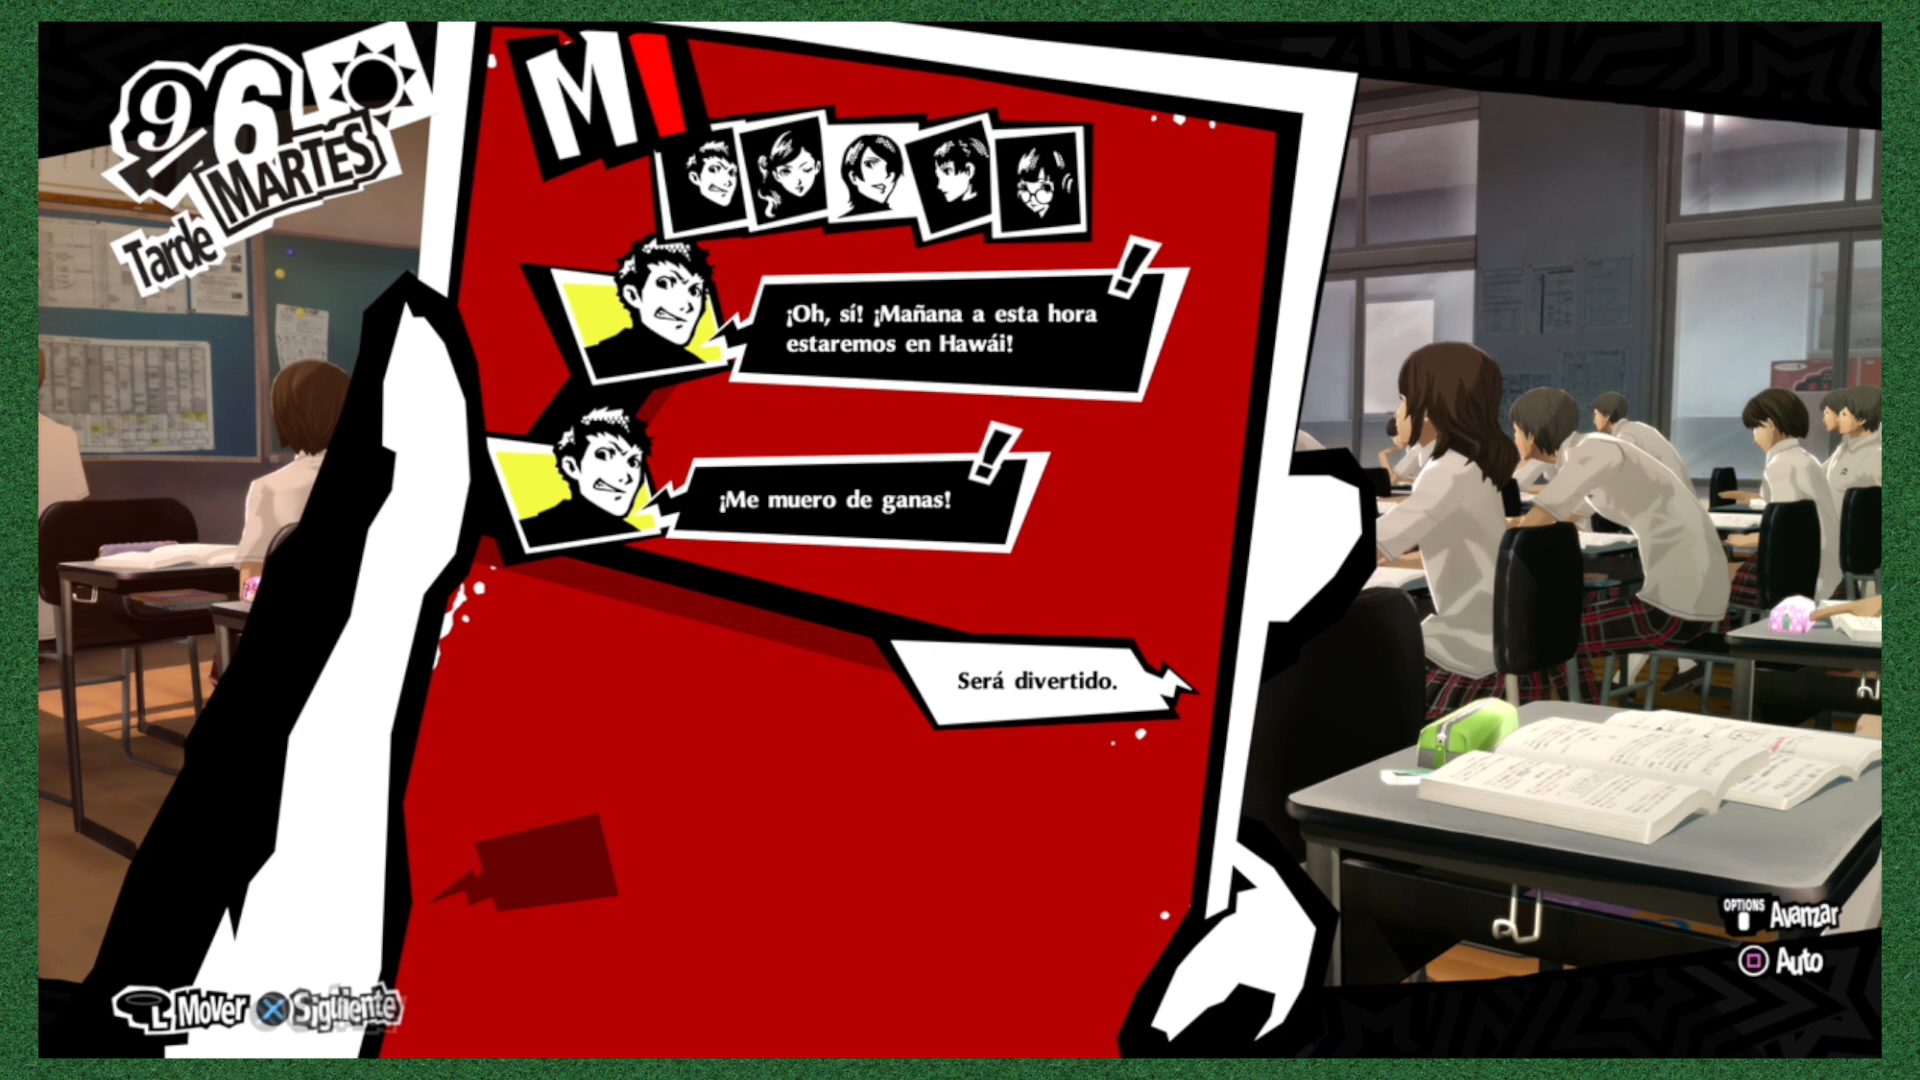 9/6
MARTES
Tarde
MI
¡Oh, sí! ¡Mañana a esta hora
estaremos en Hawái!
¡Me muero de ganas!
Será divertido.
OPTIONS Avanzar
Auto
L Mover Siguiente